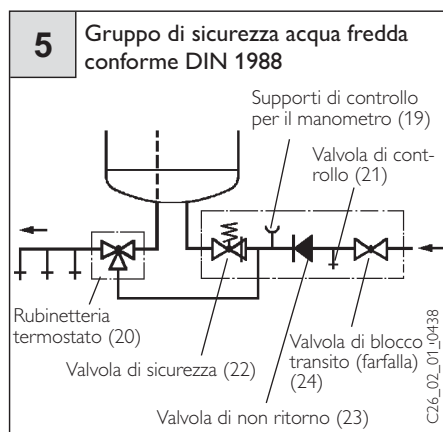 5
Gruppo di sicurezza acqua fredda
conforme DIN 1988
Supporti di controllo
per il manometro (19)
Valvola di cont-
rollo (21)
Rubinetteria
termostato (20)
Valvola di sicurezza (22)
Valvola di blocco
transito (farfalla)
(24)
Valvola di non ritorno (23)
C26_02_01_0438